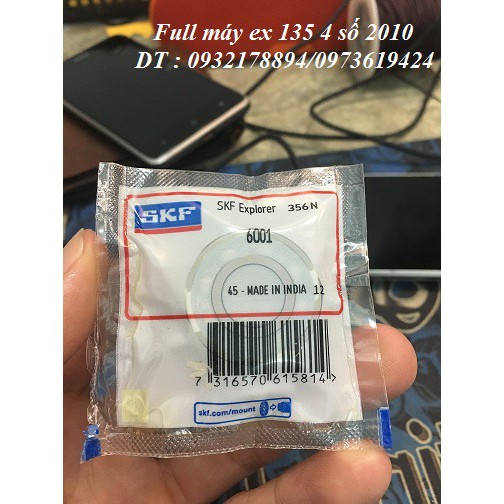 Full máy ex 135 4 số 2010
DT : 0932178894/0973619424
SKF
SKF Explorer 356N
6001
45 - MADE IN INDIA 12
7 316570 615814 >
skf.com/mount